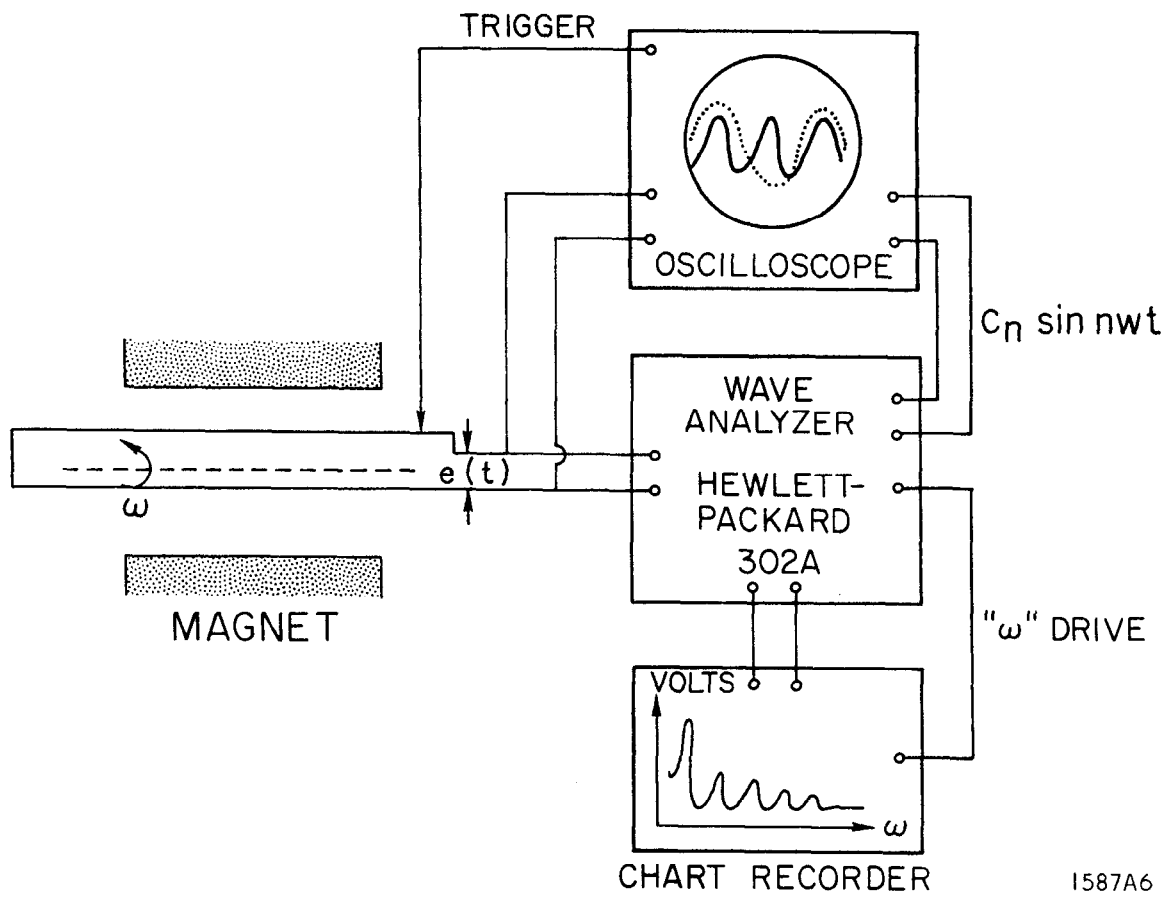 TRIGGER
OSCILLOSCOPE
Cn sin nwt
WAVE
ANALYZER
e(t)
HEWLETT-
PACKARD
302A
ω
MAGNET
"ω" DRIVE
VOLTS
ω
CHART RECORDER
1587A6